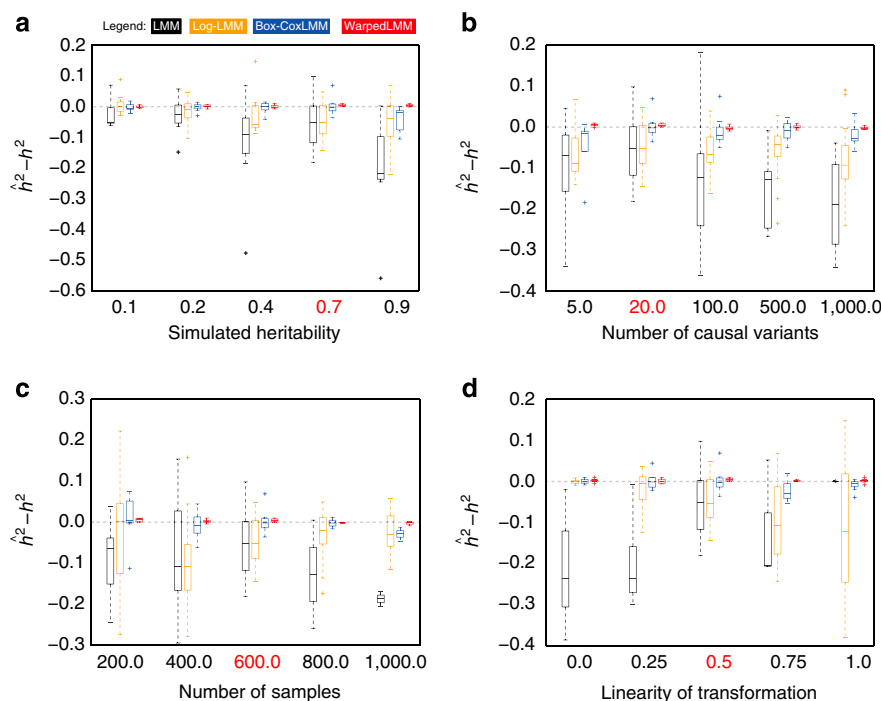 a
Legend: LMM Log-LMM Box-CoxLMM WarpedLMM
0.2
0.1
0.0
−0.1
−0.2
−0.3
−0.4
−0.5
−0.6
ĥ²−h²
0.1 0.2 0.4 0.7 0.9
Simulated heritability
b
0.2
0.1
0.0
−0.1
−0.2
−0.3
−0.4
ĥ²−h²
5.0 20.0 100.0 500.0 1,000.0
Number of causal variants
c
0.3
0.2
0.1
0.0
−0.1
−0.2
0.3
ĥ²−h²
200.0 400.0 600.0 800.0 1,000.0
Number of samples
d
0.2
0.1
0.0
−0.1
−0.2
−0.3
−0.4
ĥ²−h²
0.0 0.25 0.5 0.75 1.0
Linearity of transformation